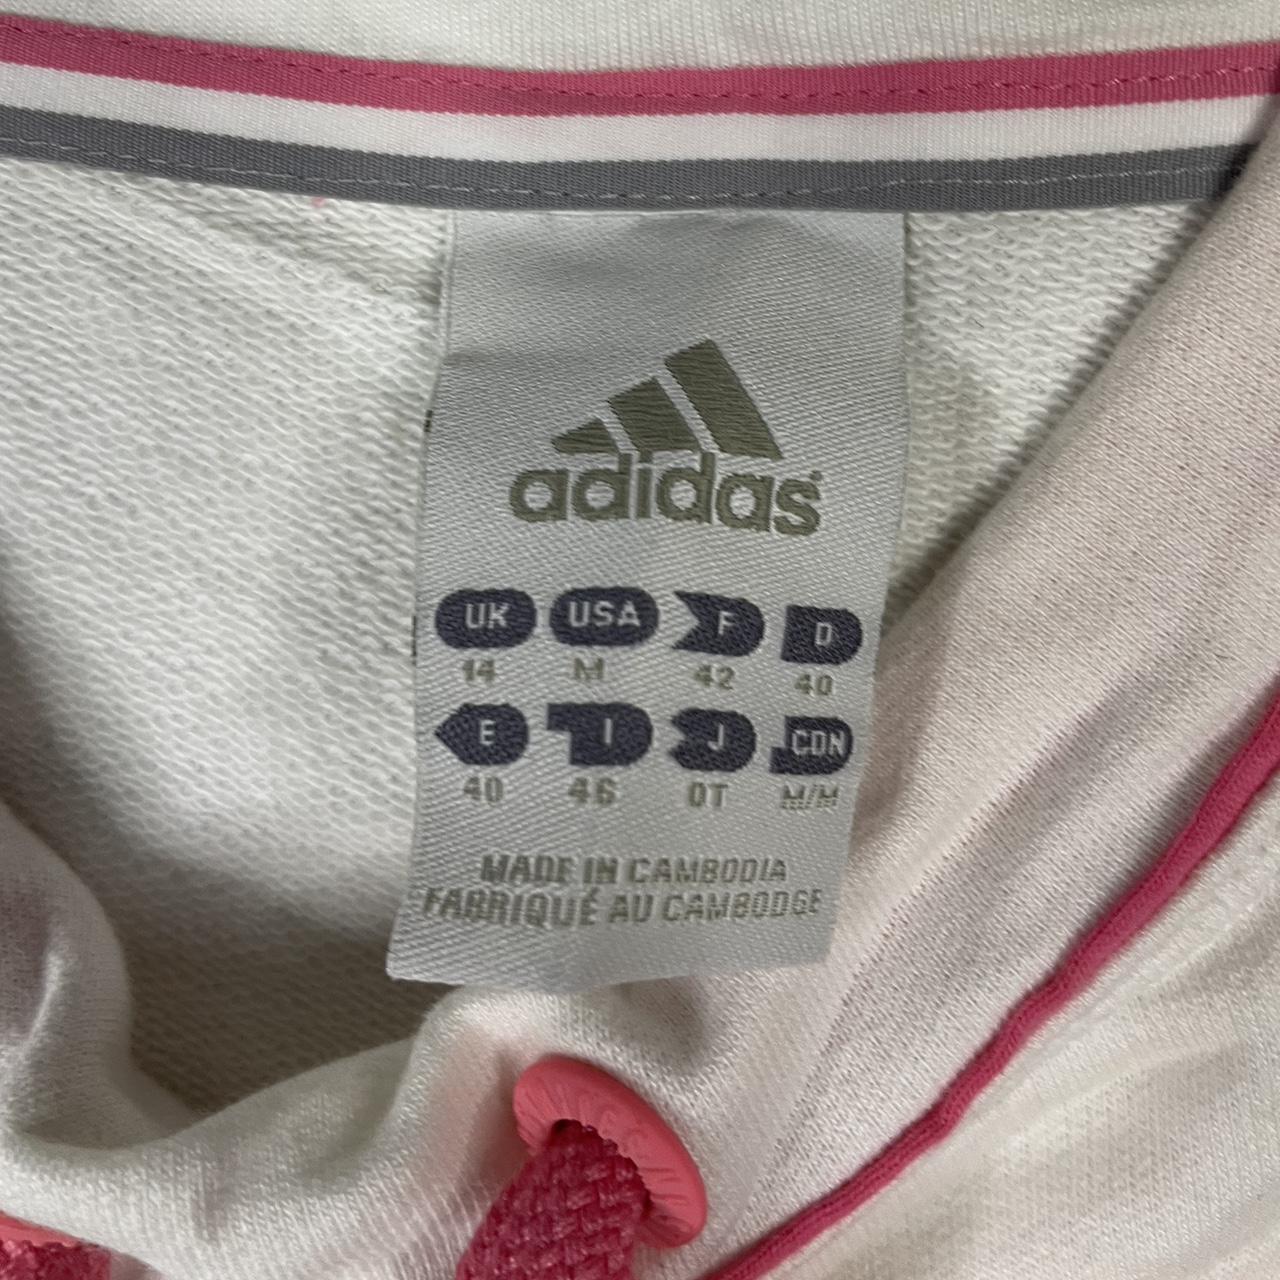 adidas
UK USA F D
14 M 42 40
E I J CDN
40 46 OT M/M
MADE IN CAMBODIA
FABRIQUÉ AU CAMBODGE